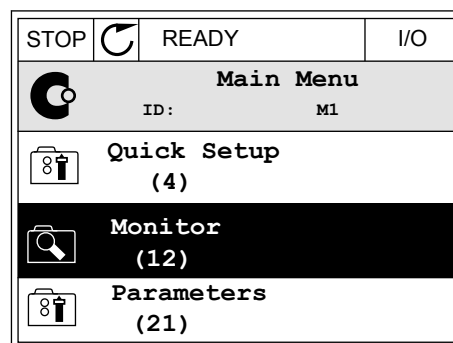 STOP READY I/O
Main Menu
ID: M1
Quick Setup
(4)
Monitor
(12)
Parameters
(21)